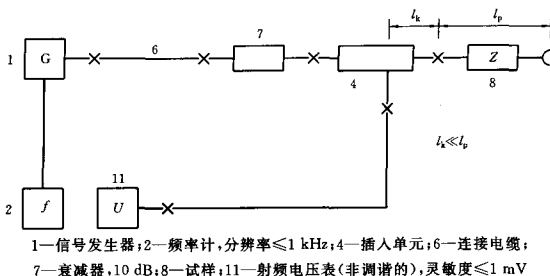 l_k
l_p
7
6
1
G
Z
4
8
11
l_k≪l_p
2
f
U
1—信号发生器;2—频率计,分辨率≤1 kHz;4—插入单元;6—连接电缆;
7—衰减器,10 dB;8—试样;11—射频电压表(非调谐的),灵敏度≤1 mV